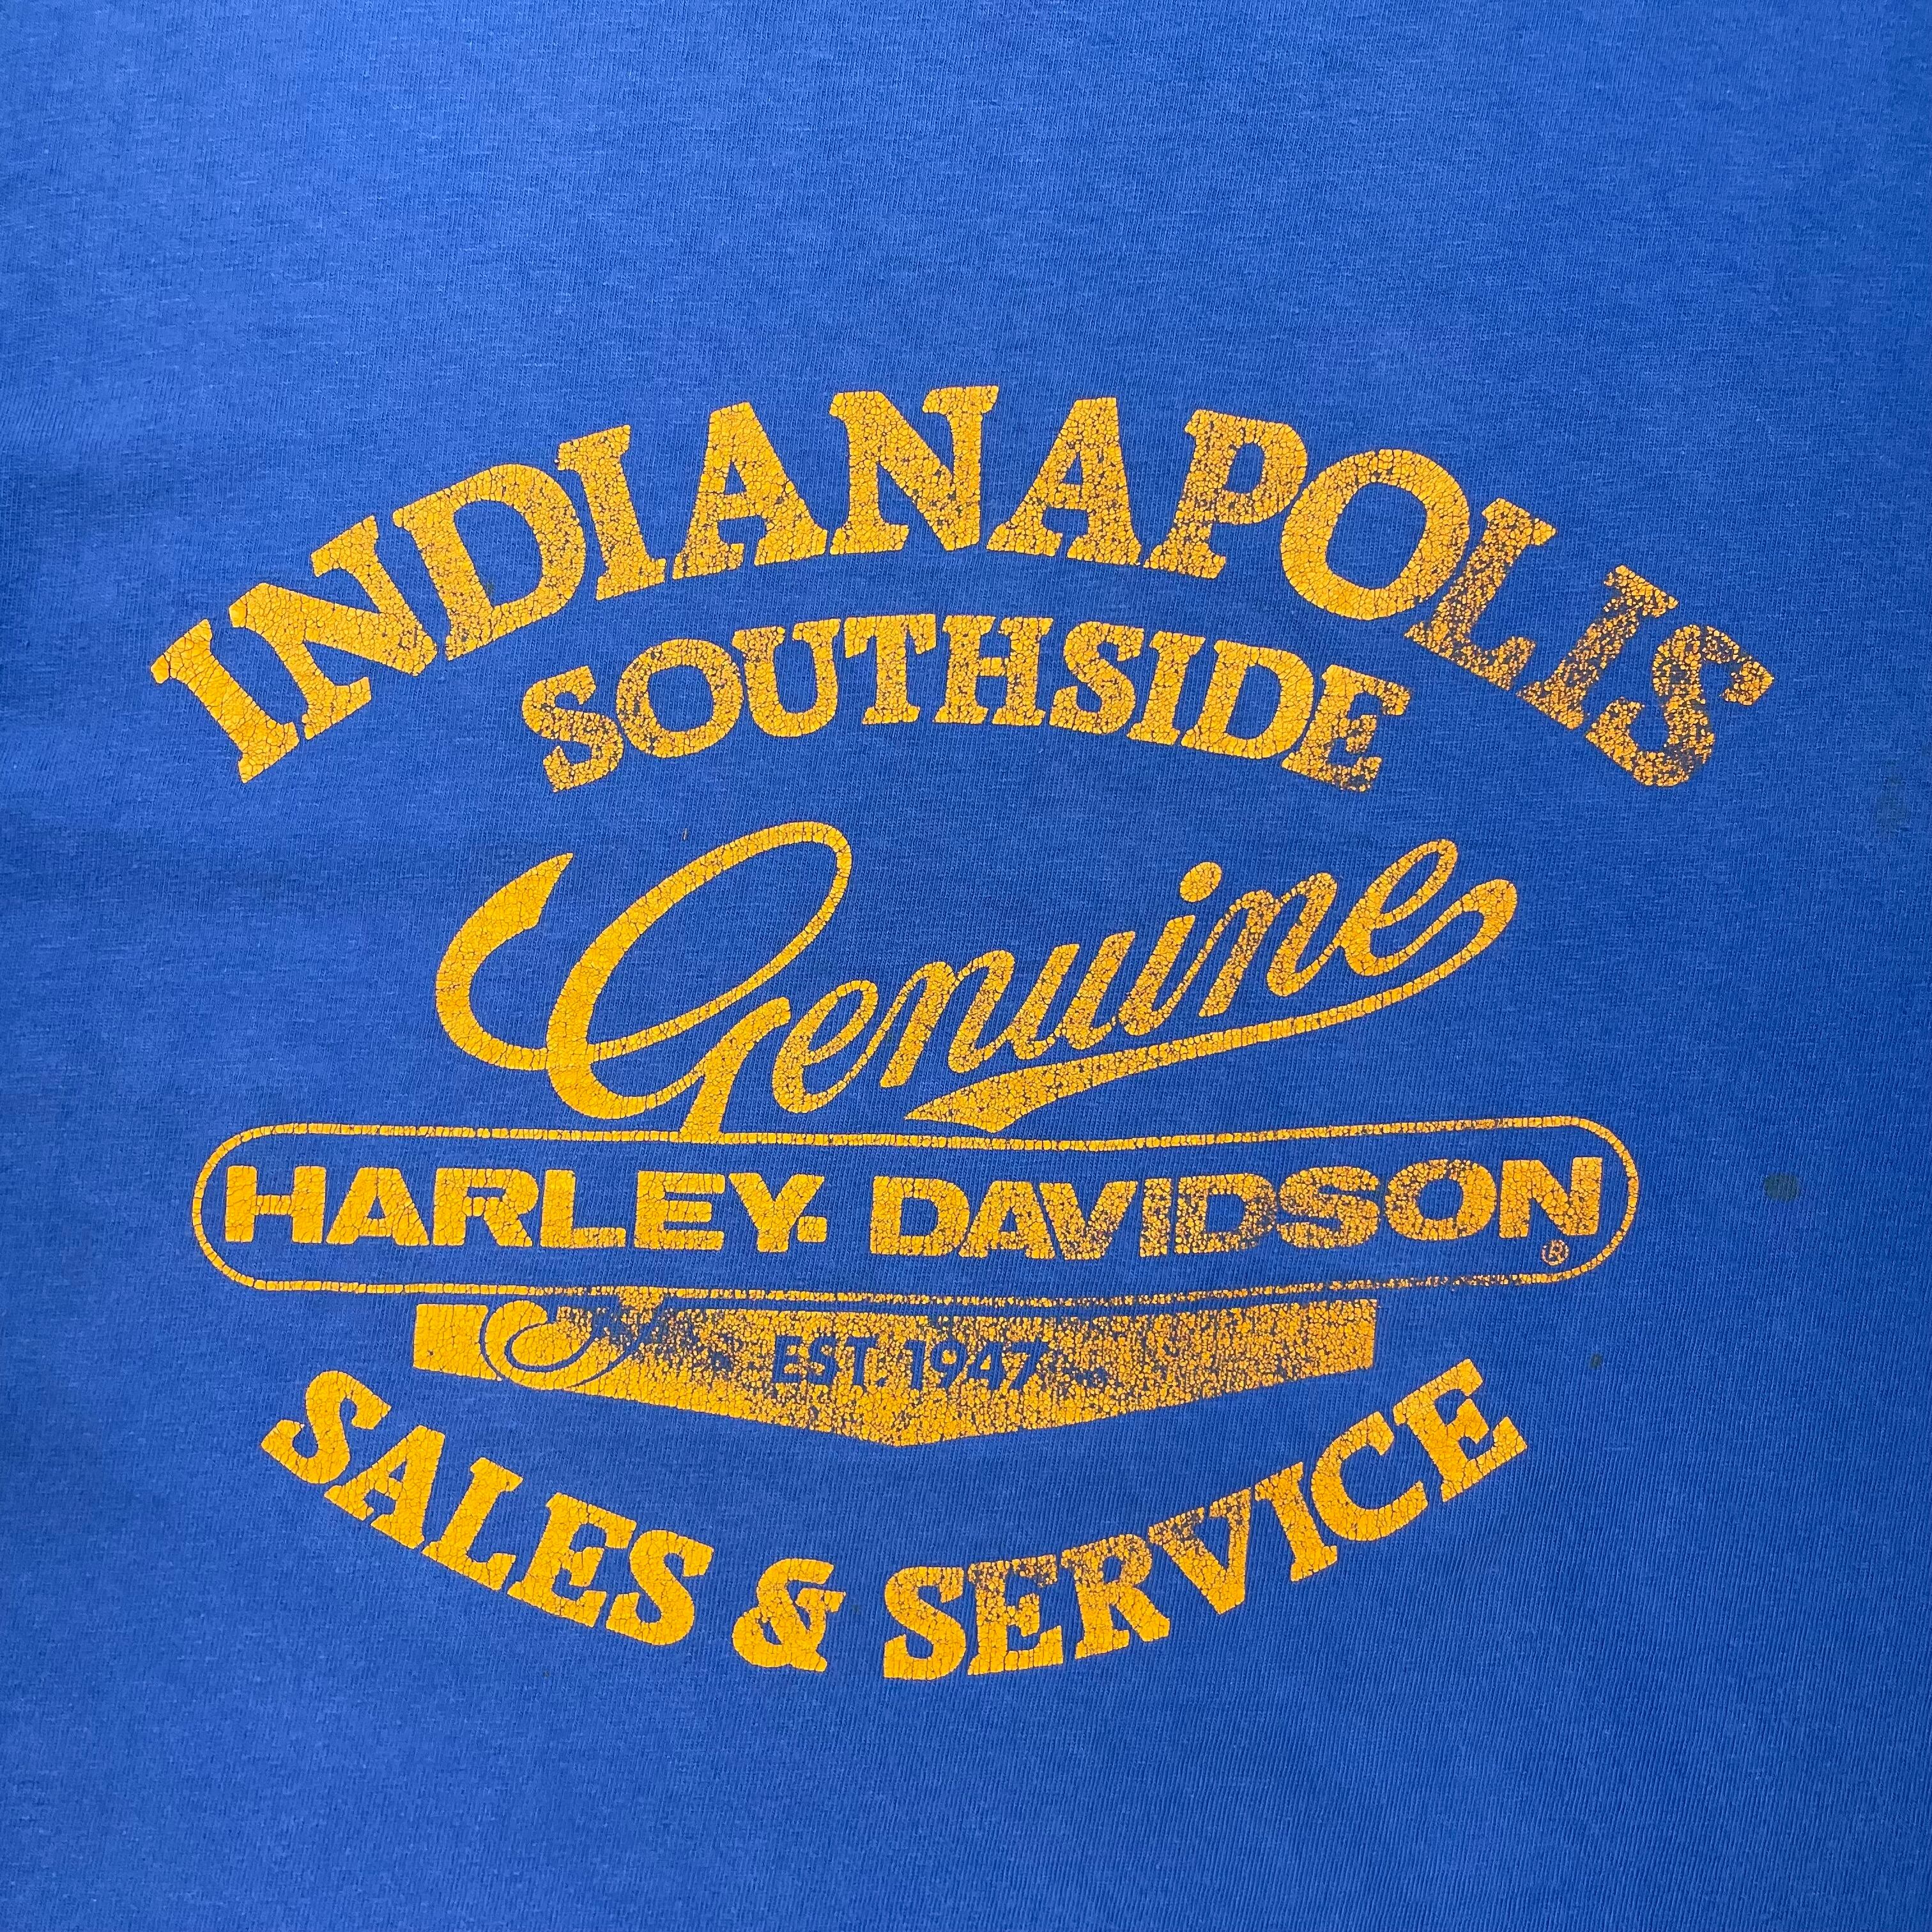 INDIANAPOLIS
SOUTHSIDE
Genuine
HARLEY-DAVIDSON®
EST. 1947
SALES & SERVICE